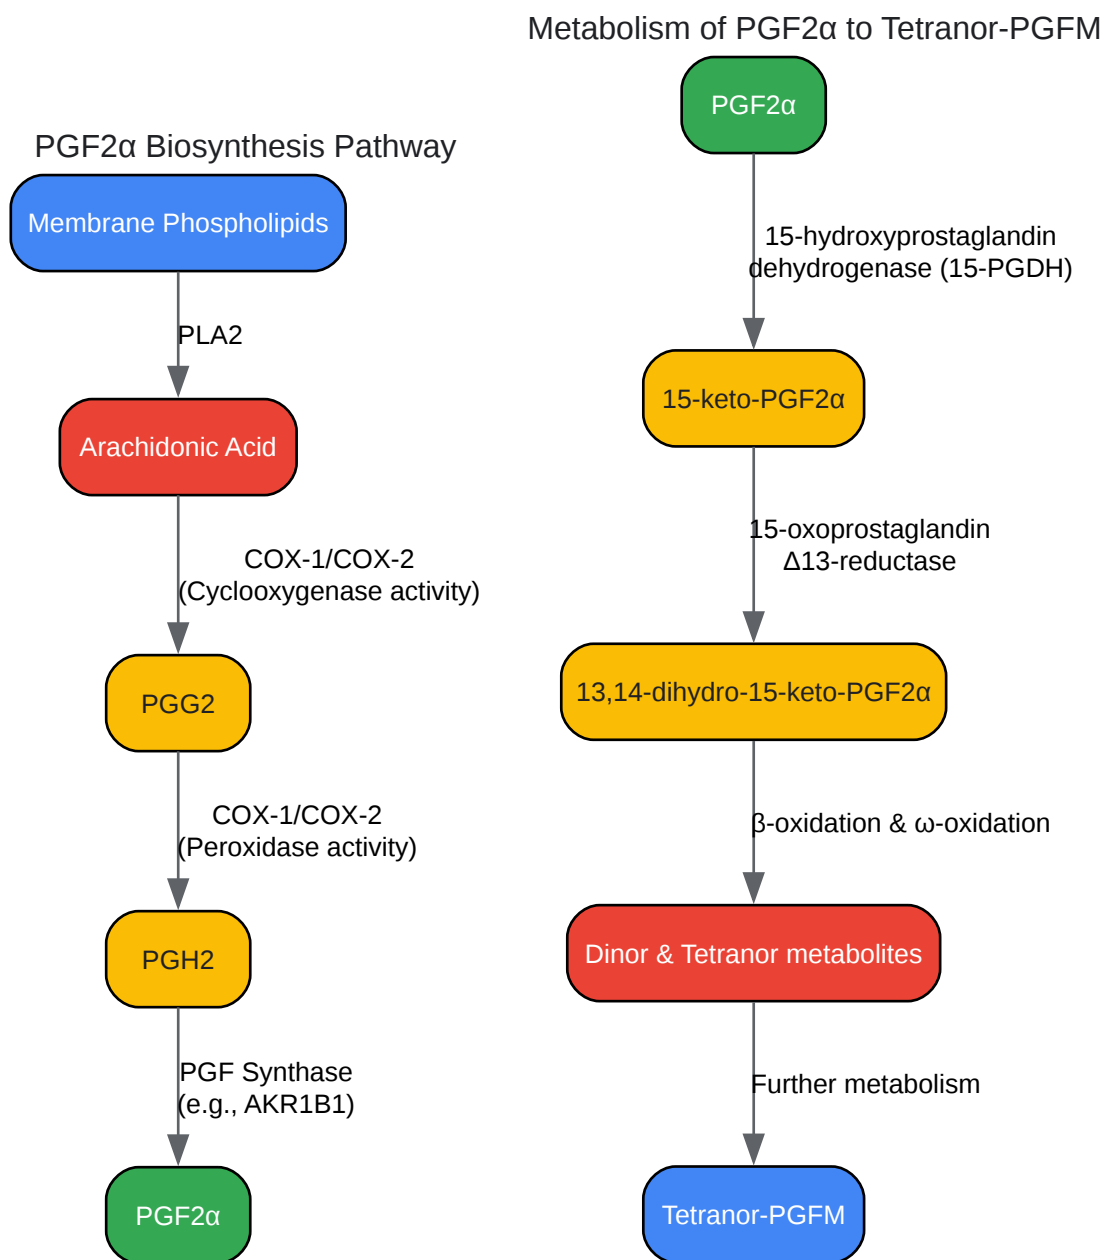 PGF2α Biosynthesis Pathway
Membrane Phospholipids
PLA2
Arachidonic Acid
COX-1/COX-2
(Cyclooxygenase activity)
PGG2
COX-1/COX-2
(Peroxidase activity)
PGH2
PGF Synthase
(e.g., AKR1B1)
PGF2α
Metabolism of PGF2α to Tetranor-PGFM
PGF2α
15-hydroxyprostaglandin
dehydrogenase (15-PGDH)
15-keto-PGF2α
15-oxoprostaglandin
Δ13-reductase
13,14-dihydro-15-keto-PGF2α
β-oxidation & ω-oxidation
Dinor & Tetranor metabolites
Further metabolism
Tetranor-PGFM